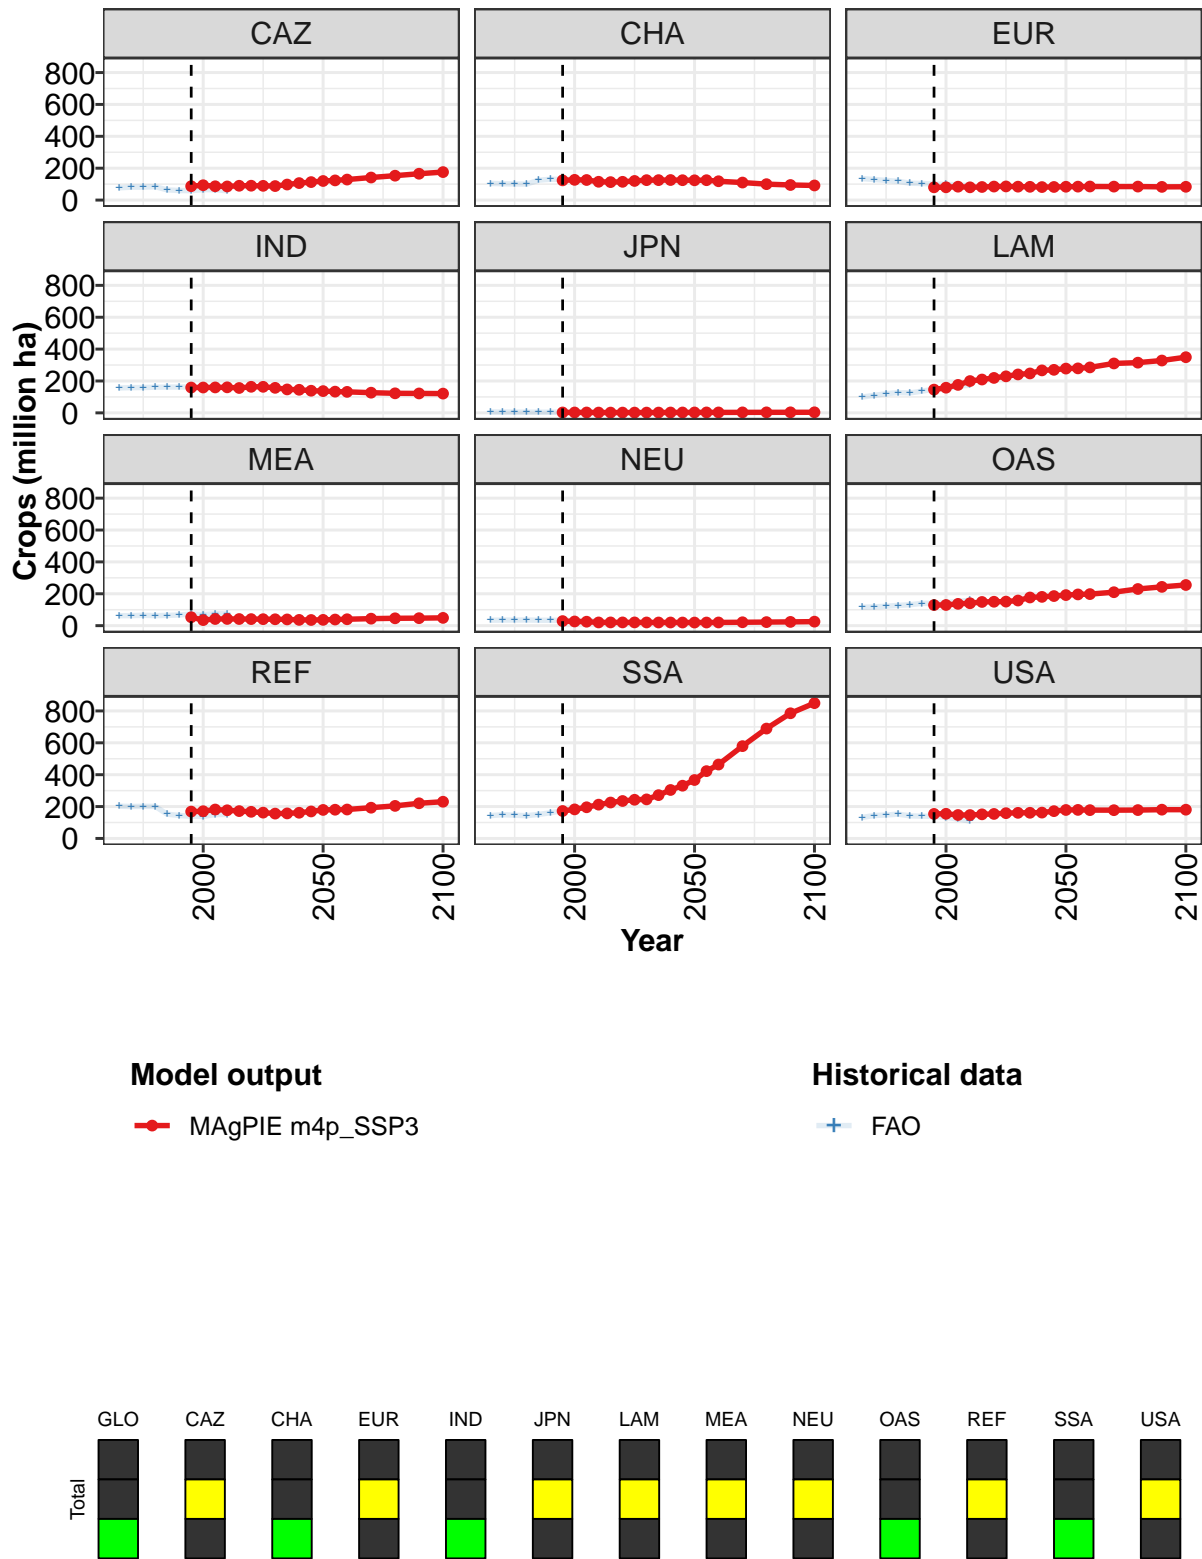 CAZ CHA EUR
800
600
400
200
0
IND JPN LAM
800
600
400
200
0
MEA NEU OAS
800
600
400
200
0
REF SSA USA
800
600
400
200
0
Crops (million ha)
2000 2050 2100 2000 2050 2100 2000 2050 2100
Year
Model output
MAgPIE m4p_SSP3
Historical data
FAO
GLO CAZ CHA EUR IND JPN LAM MEA NEU OAS REF SSA USA
Total